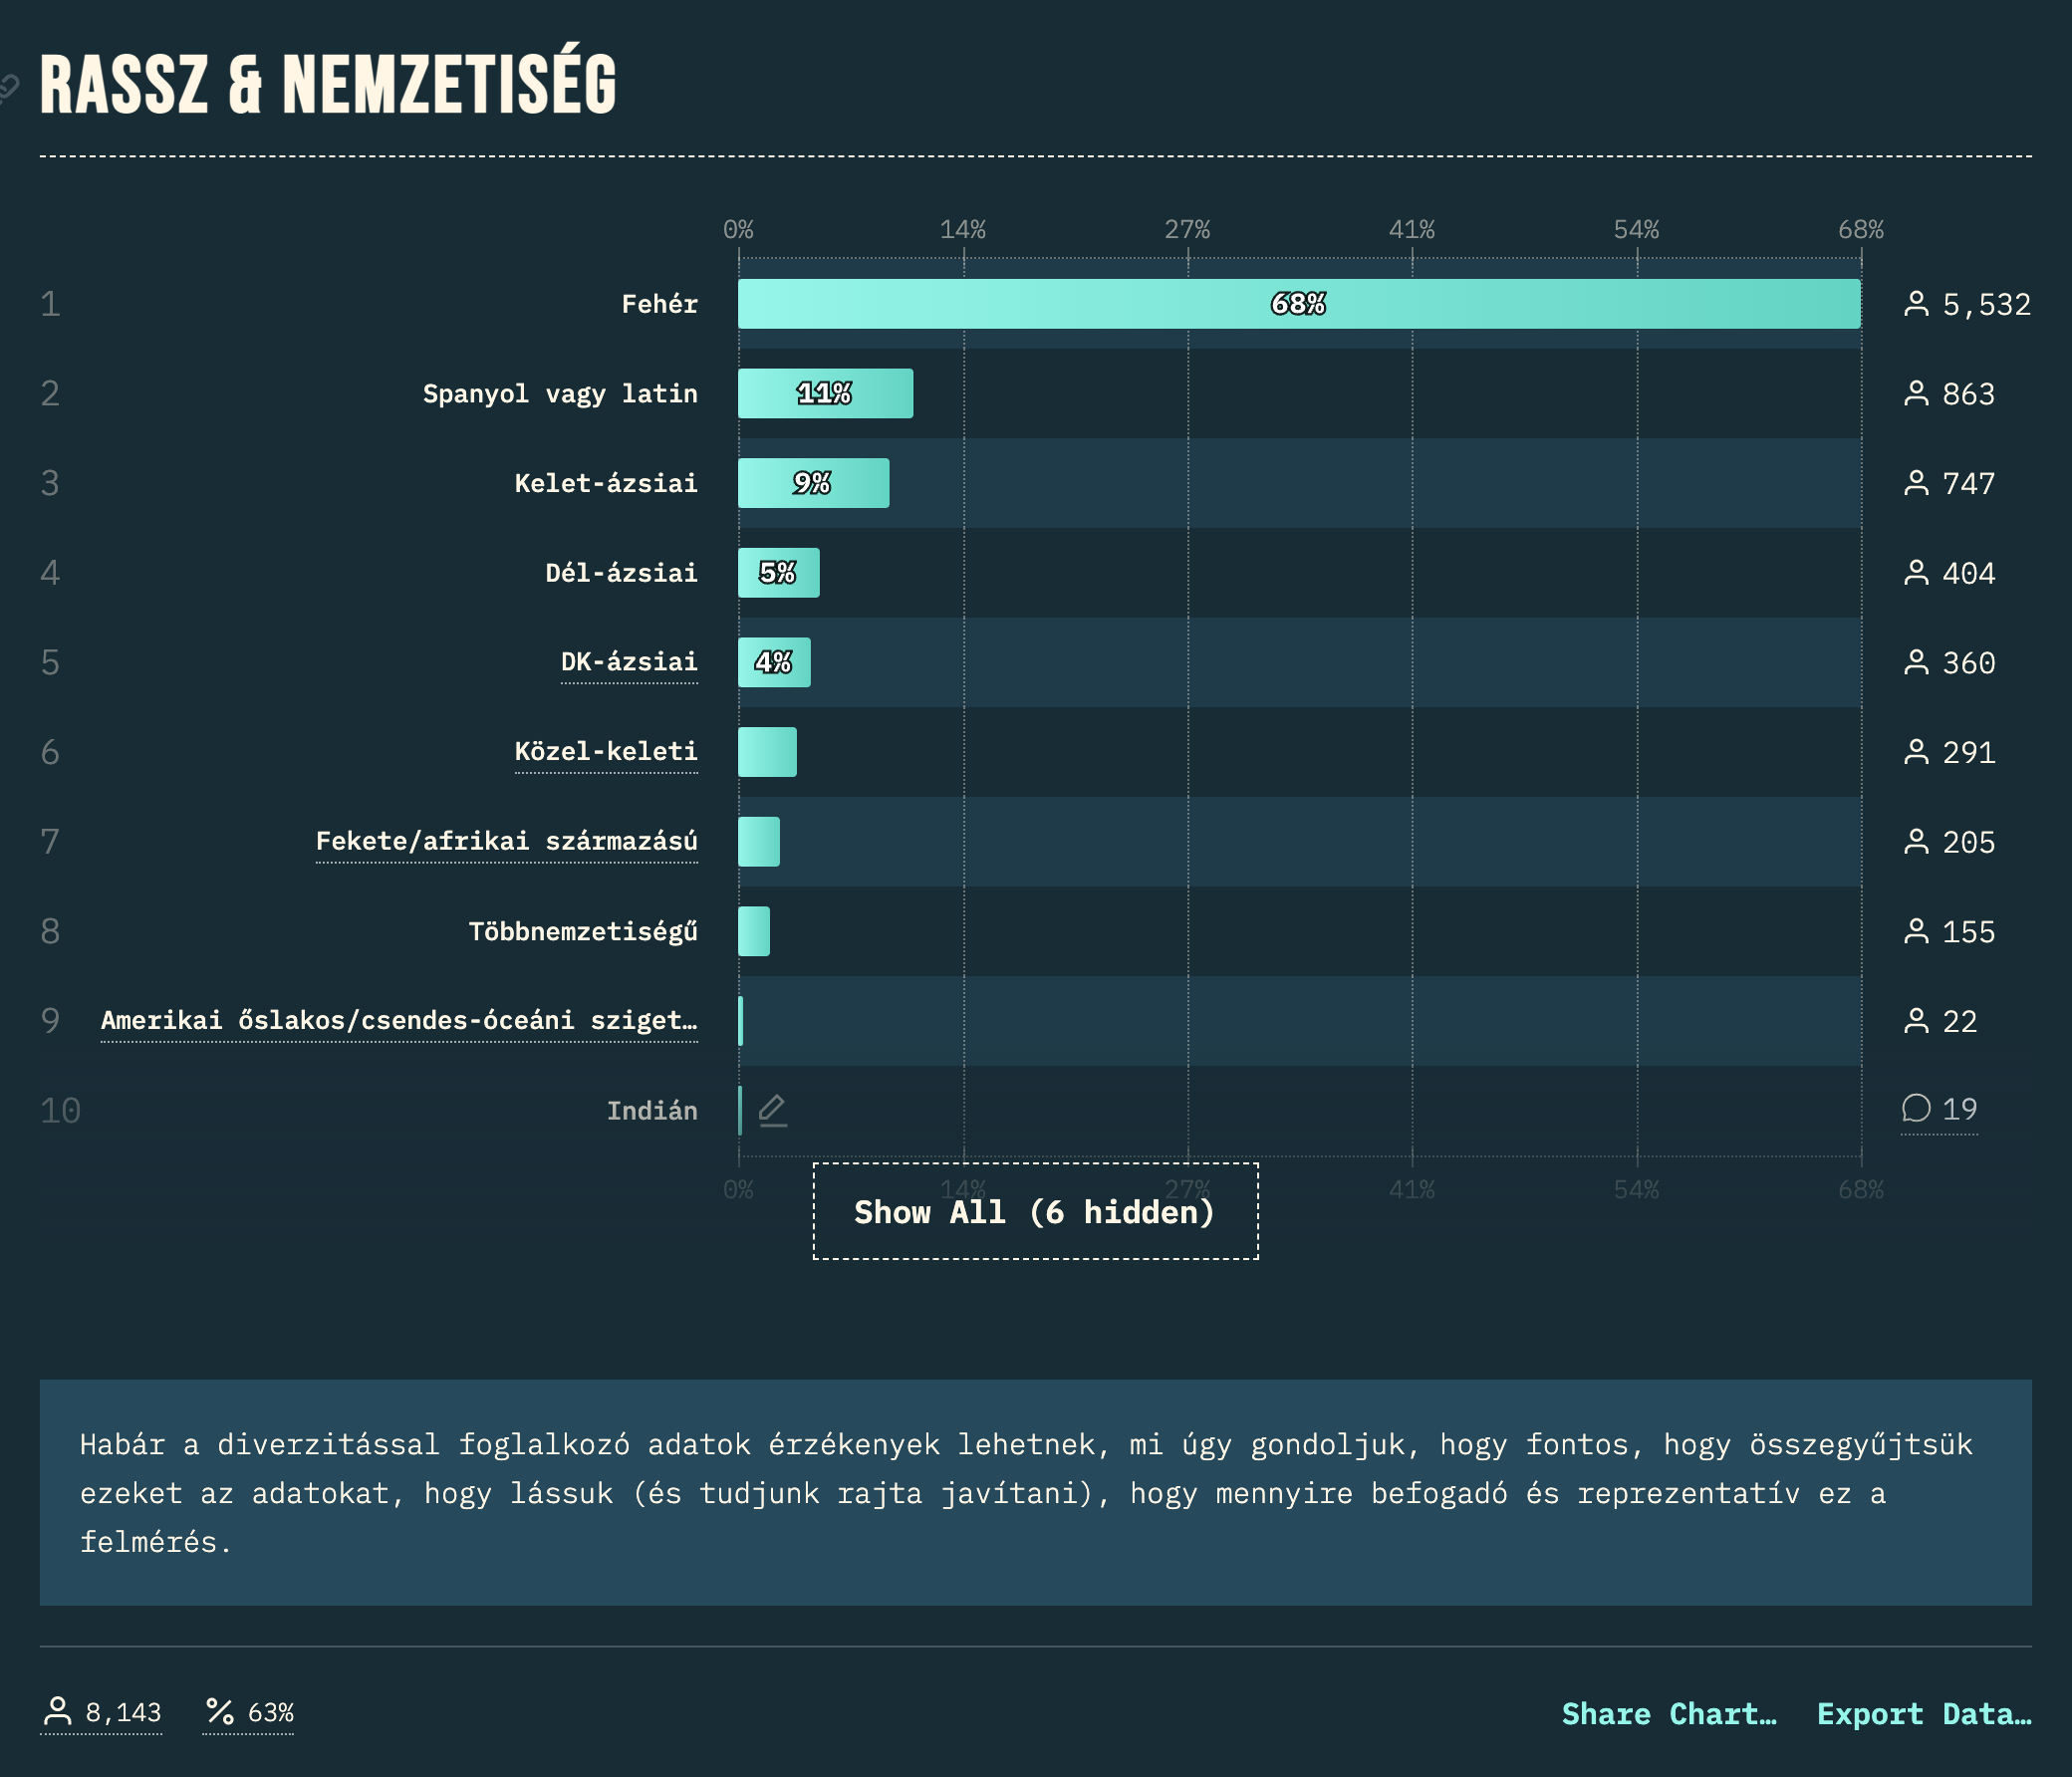 RASSZ & NEMZETISÉG
0% 14% 27% 41% 54% 68%
1 Fehér 68% 5,532
2 Spanyol vagy latin 11% 863
3 Kelet-ázsiai 9% 747
4 Dél-ázsiai 5% 404
5 DK-ázsiai 4% 360
6 Közel-keleti 291
7 Fekete/afrikai származású 205
8 Többnemzetiségű 155
9 Amerikai őslakos/csendes-óceáni sziget… 22
10 Indián 19
0% 14% 27% 41% 54% 68%
Show All (6 hidden)
Habár a diverzitással foglalkozó adatok érzékenyek lehetnek, mi úgy gondoljuk, hogy fontos, hogy összegyűjtsük
ezeket az adatokat, hogy lássuk (és tudjunk rajta javítani), hogy mennyire befogadó és reprezentatív ez a
felmérés.
8,143 % 63% Share Chart… Export Data…